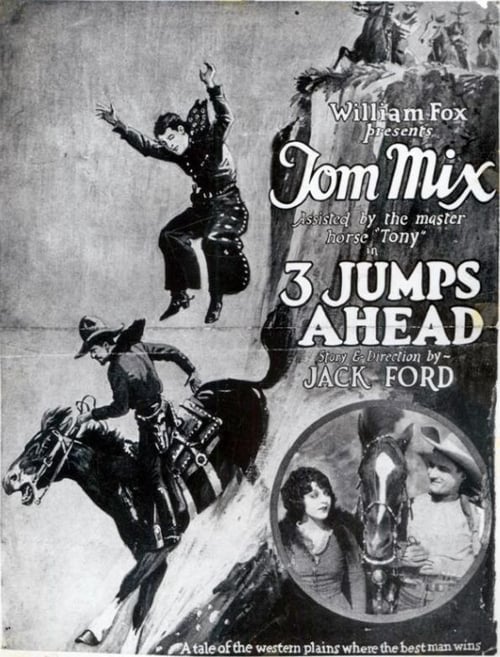 William Fox
presents
Tom Mix
Assisted by the master
horse "Tony"
in
3 JUMPS
AHEAD
Story & Direction by~
JACK FORD
A tale of the western plains where the best man wins